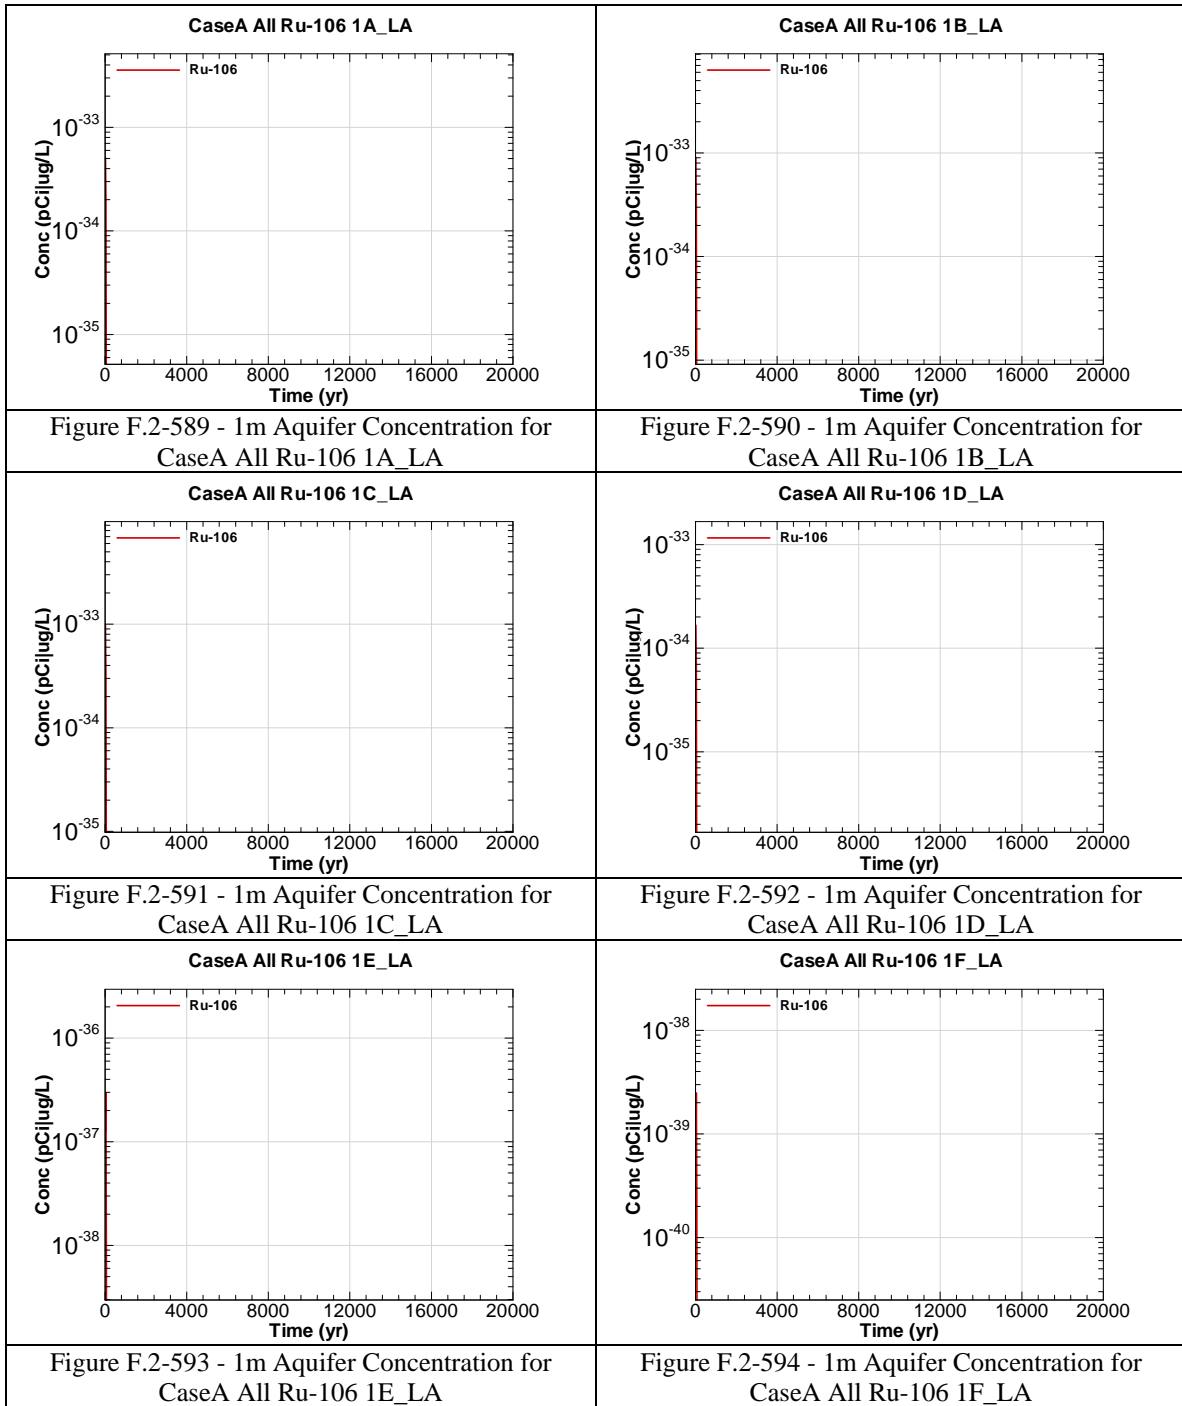 CaseA All Ru-106 1A_LA
Ru-106
10-33
10-34
10-35
Conc (pCi|ug/L)
0 4000 8000 12000 16000 20000
Time (yr)
Figure F.2-589 - 1m Aquifer Concentration for
CaseA All Ru-106 1A_LA
CaseA All Ru-106 1B_LA
Ru-106
10-33
10-34
10-35
Conc (pCi|ug/L)
0 4000 8000 12000 16000 20000
Time (yr)
Figure F.2-590 - 1m Aquifer Concentration for
CaseA All Ru-106 1B_LA
CaseA All Ru-106 1C_LA
Ru-106
10-33
10-34
10-35
Conc (pCi|ug/L)
0 4000 8000 12000 16000 20000
Time (yr)
Figure F.2-591 - 1m Aquifer Concentration for
CaseA All Ru-106 1C_LA
CaseA All Ru-106 1D_LA
Ru-106
10-33
10-34
10-35
Conc (pCi|ug/L)
0 4000 8000 12000 16000 20000
Time (yr)
Figure F.2-592 - 1m Aquifer Concentration for
CaseA All Ru-106 1D_LA
CaseA All Ru-106 1E_LA
Ru-106
10-36
10-37
10-38
Conc (pCi|ug/L)
0 4000 8000 12000 16000 20000
Time (yr)
Figure F.2-593 - 1m Aquifer Concentration for
CaseA All Ru-106 1E_LA
CaseA All Ru-106 1F_LA
Ru-106
10-38
10-39
10-40
Conc (pCi|ug/L)
0 4000 8000 12000 16000 20000
Time (yr)
Figure F.2-594 - 1m Aquifer Concentration for
CaseA All Ru-106 1F_LA